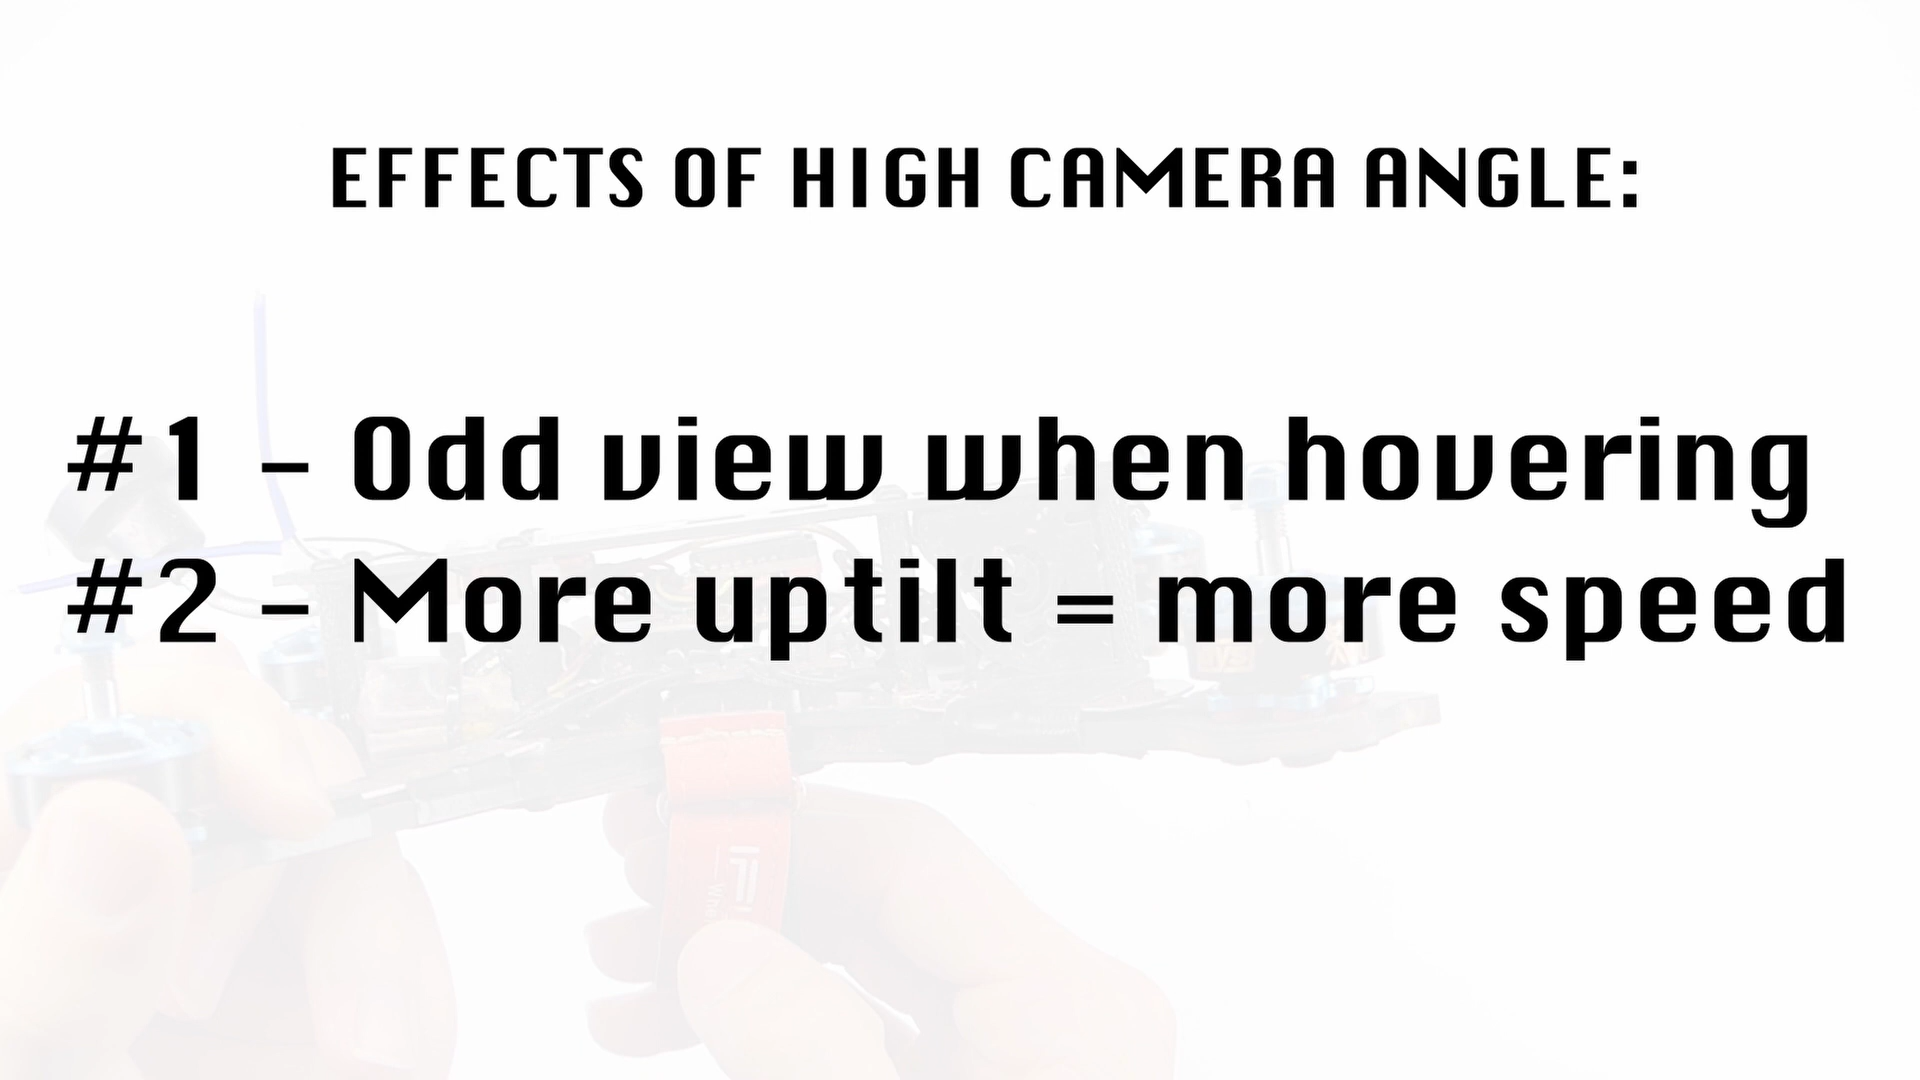 EFFECTS OF HIGH CAMERA ANGLE:
#1 – Odd view when hovering
#2 – More uptilt = more speed